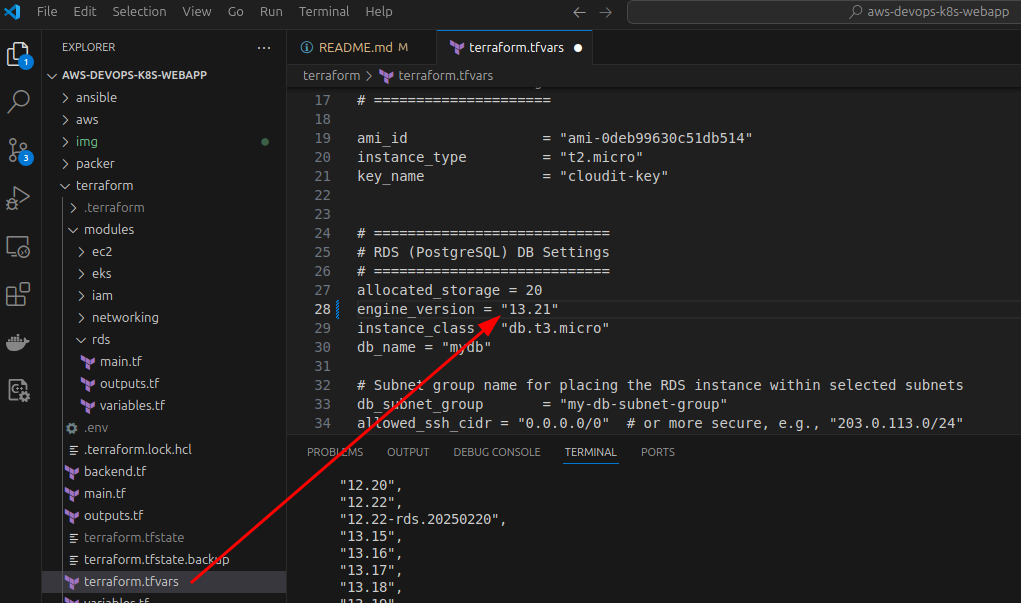 File Edit Selection View Go Run Terminal Help
aws-devops-k8s-webapp
EXPLORER
AWS-DEVOPS-K8S-WEBAPP
ansible
aws
img
packer
terraform
.terraform
modules
ec2
eks
iam
networking
rds
main.tf
outputs.tf
variables.tf
.env
.terraform.lock.hcl
backend.tf
main.tf
outputs.tf
terraform.tfstate
terraform.tfstate.backup
terraform.tfvars
variables.tf
1
3
README.md M
terraform.tfvars
terraform > terraform.tfvars
17 # =====================
18
19 ami_id = "ami-0deb99630c51db514"
20 instance_type = "t2.micro"
21 key_name = "cloudit-key"
22
23
24 # ============================
25 # RDS (PostgreSQL) DB Settings
26 # ============================
27 allocated_storage = 20
28 engine_version = "13.21"
29 instance_class "db.t3.micro"
30 db_name = "mydb"
31
32 # Subnet group name for placing the RDS instance within selected subnets
33 db_subnet_group = "my-db-subnet-group"
34 allowed_ssh_cidr = "0.0.0.0/0" # or more secure, e.g., "203.0.113.0/24"
PROBLEMS OUTPUT DEBUG CONSOLE TERMINAL PORTS
"12.20",
"12.22",
"12.22-rds.20250220",
"13.15",
"13.16",
"13.17",
"13.18",
"13.19",